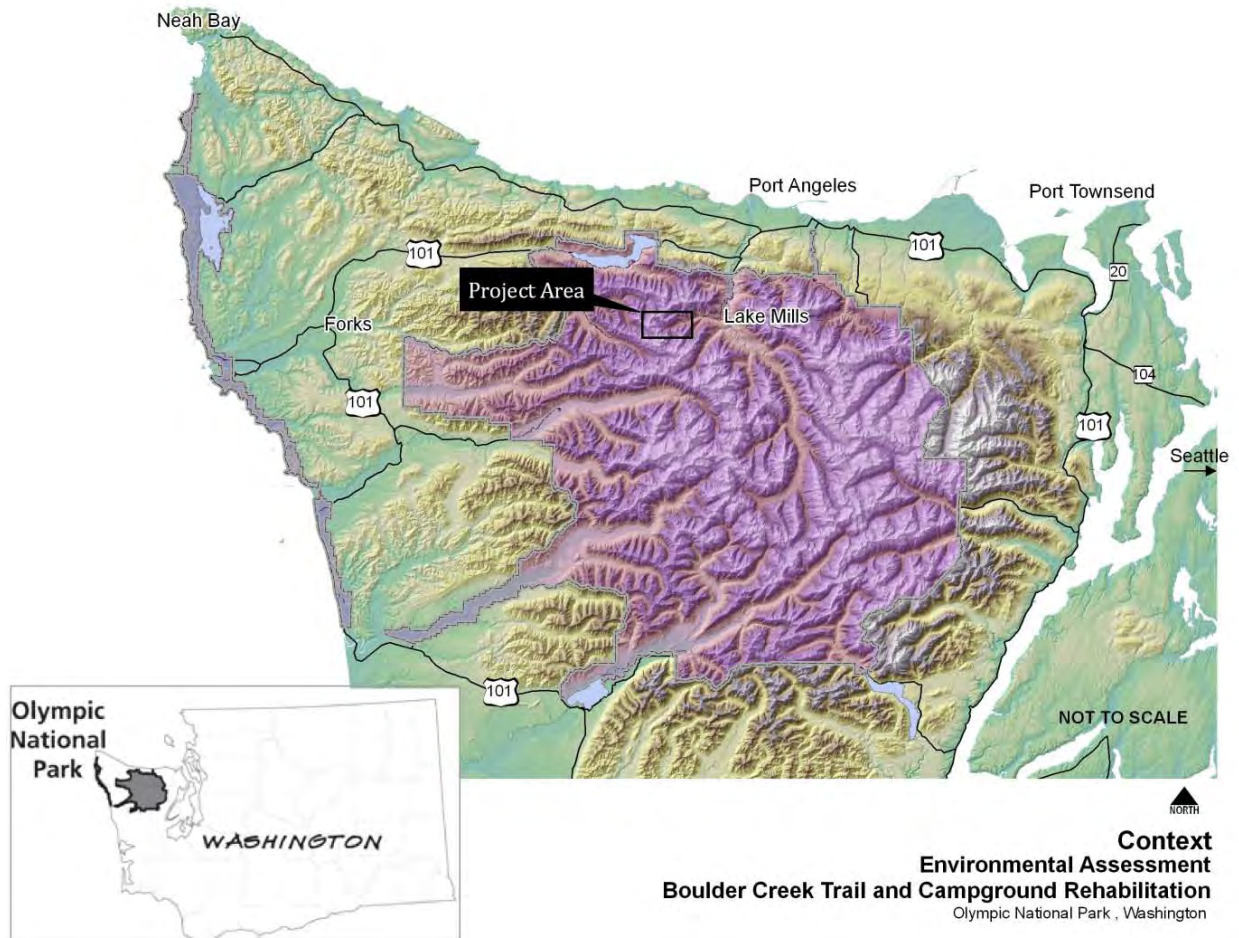 Neah Bay
Port Angeles
Port Townsend
101
101
20
Project Area
Lake Mills
Forks
104
101
101
Seattle
101
NOT TO SCALE
Olympic
National
Park
WASHINGTON
NORTH
Context
Environmental Assessment
Boulder Creek Trail and Campground Rehabilitation
Olympic National Park , Washington